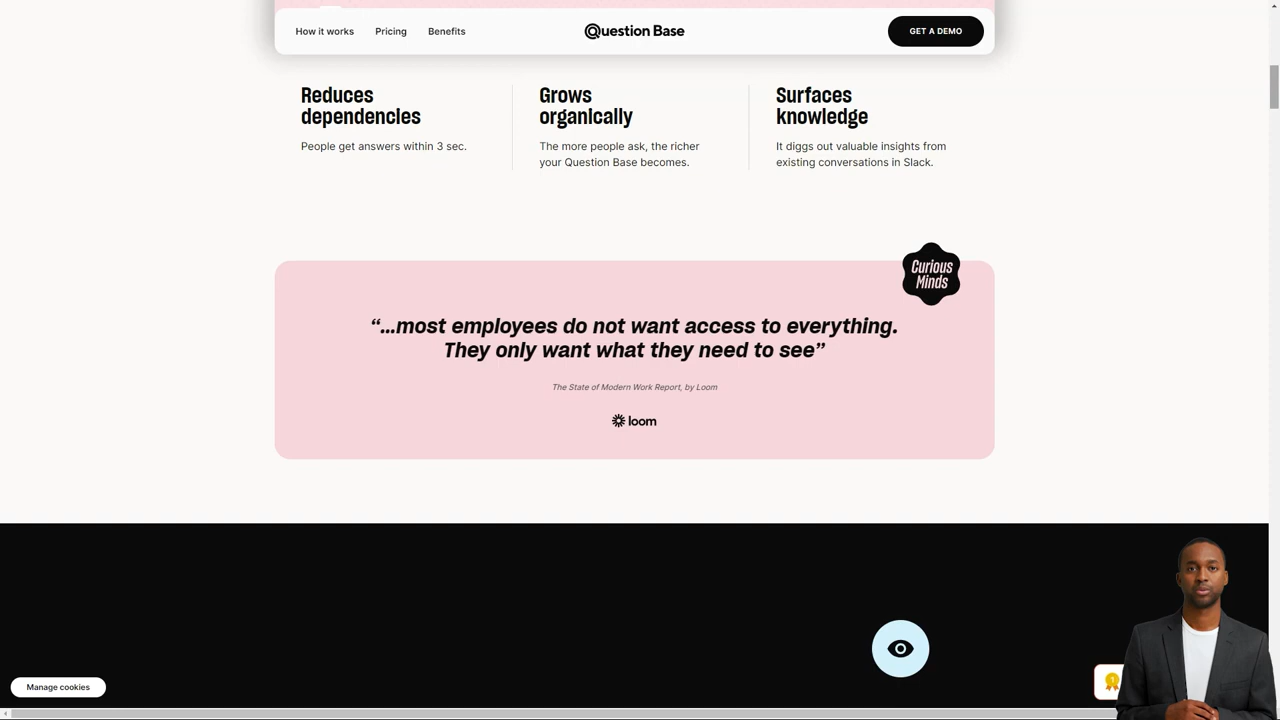 How it works
Pricing
Benefits
Question Base
GET A DEMO
Reduces
dependencies
People get answers within 3 sec.
Grows
organically
The more people ask, the richer
your Question Base becomes.
Surfaces
knowledge
It diggs out valuable insights from
existing conversations in Slack.
Curious
Minds
“...most employees do not want access to everything.
They only want what they need to see”
The State of Modern Work Report, by Loom
loom
Manage cookies